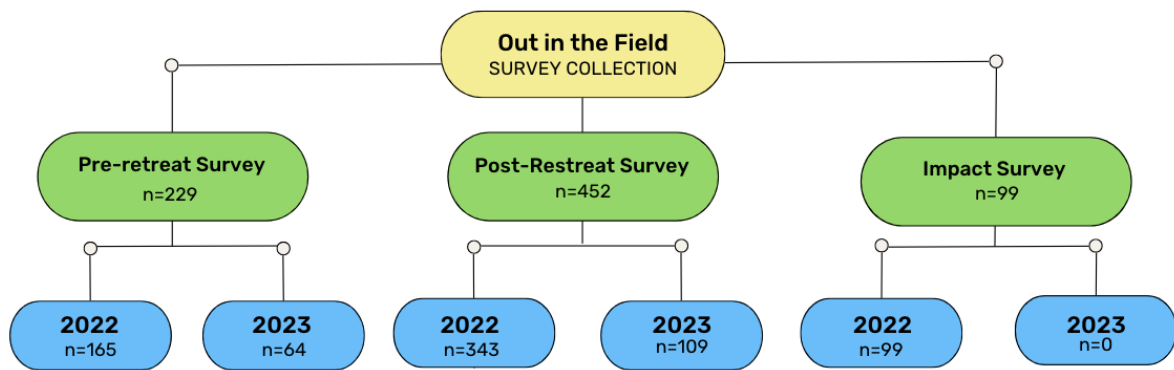 Out in the Field
SURVEY COLLECTION
Pre-retreat Survey
n=229
Post-Restreat Survey
n=452
Impact Survey
n=99
2022
n=165
2023
n=64
2022
n=343
2023
n=109
2022
n=99
2023
n=0